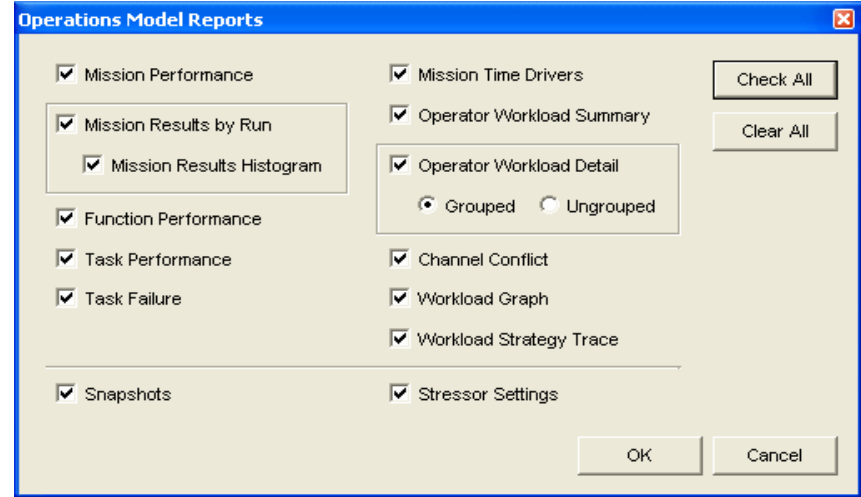 Operations Model Reports
Mission Performance
Mission Results by Run
Mission Results Histogram
Function Performance
Task Performance
Task Failure
Mission Time Drivers
Operator Workload Summary
Operator Workload Detail
Grouped Ungrouped
Channel Conflict
Workload Graph
Workload Strategy Trace
Snapshots
Stressor Settings
Check All
Clear All
OK
Cancel